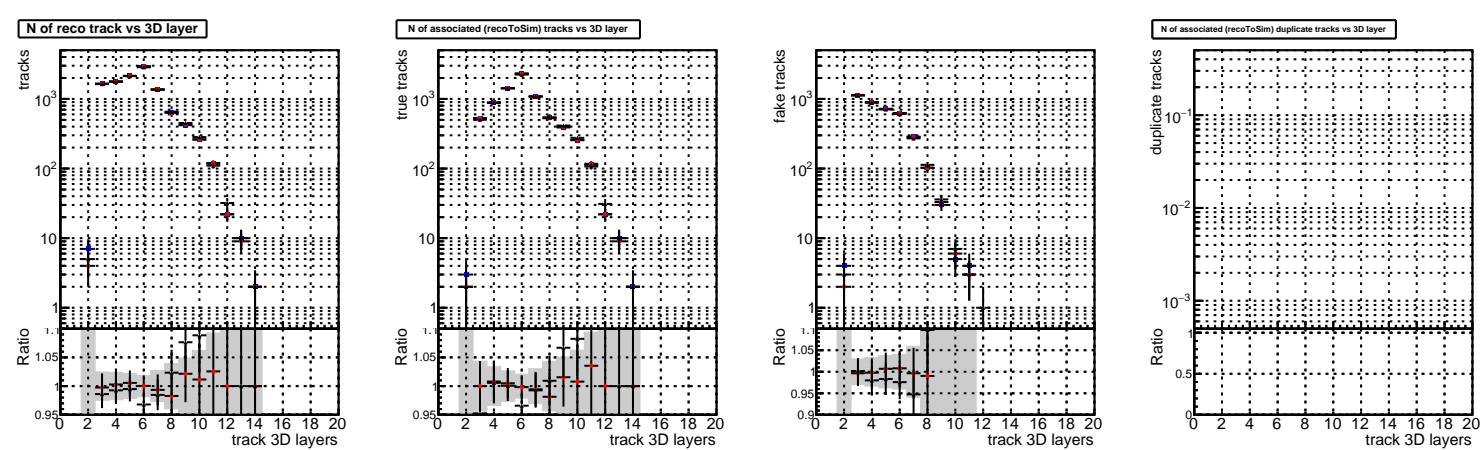 N of reco track vs 3D layer
N of associated (recoToSim) tracks vs 3D layer
N of associated (recoToSim) duplicate tracks vs 3D layer
tracks
10³
10²
10
1
Ratio
1.1
1.05
1
0.95
0 2 4 6 8 10 12 14 16 18 20
track 3D layers
true tracks
10³
10²
10
1
Ratio
1.1
1.05
1
0.95
0 2 4 6 8 10 12 14 16 18 20
track 3D layers
fake tracks
10³
10²
10
1
Ratio
1.1
1.05
1
0.95
0.9
0 2 4 6 8 10 12 14 16 18 20
track 3D layers
duplicate tracks
10⁻¹
10⁻²
10⁻³
Ratio
1
0.5
0
0 2 4 6 8 10 12 14 16 18 20
track 3D layers